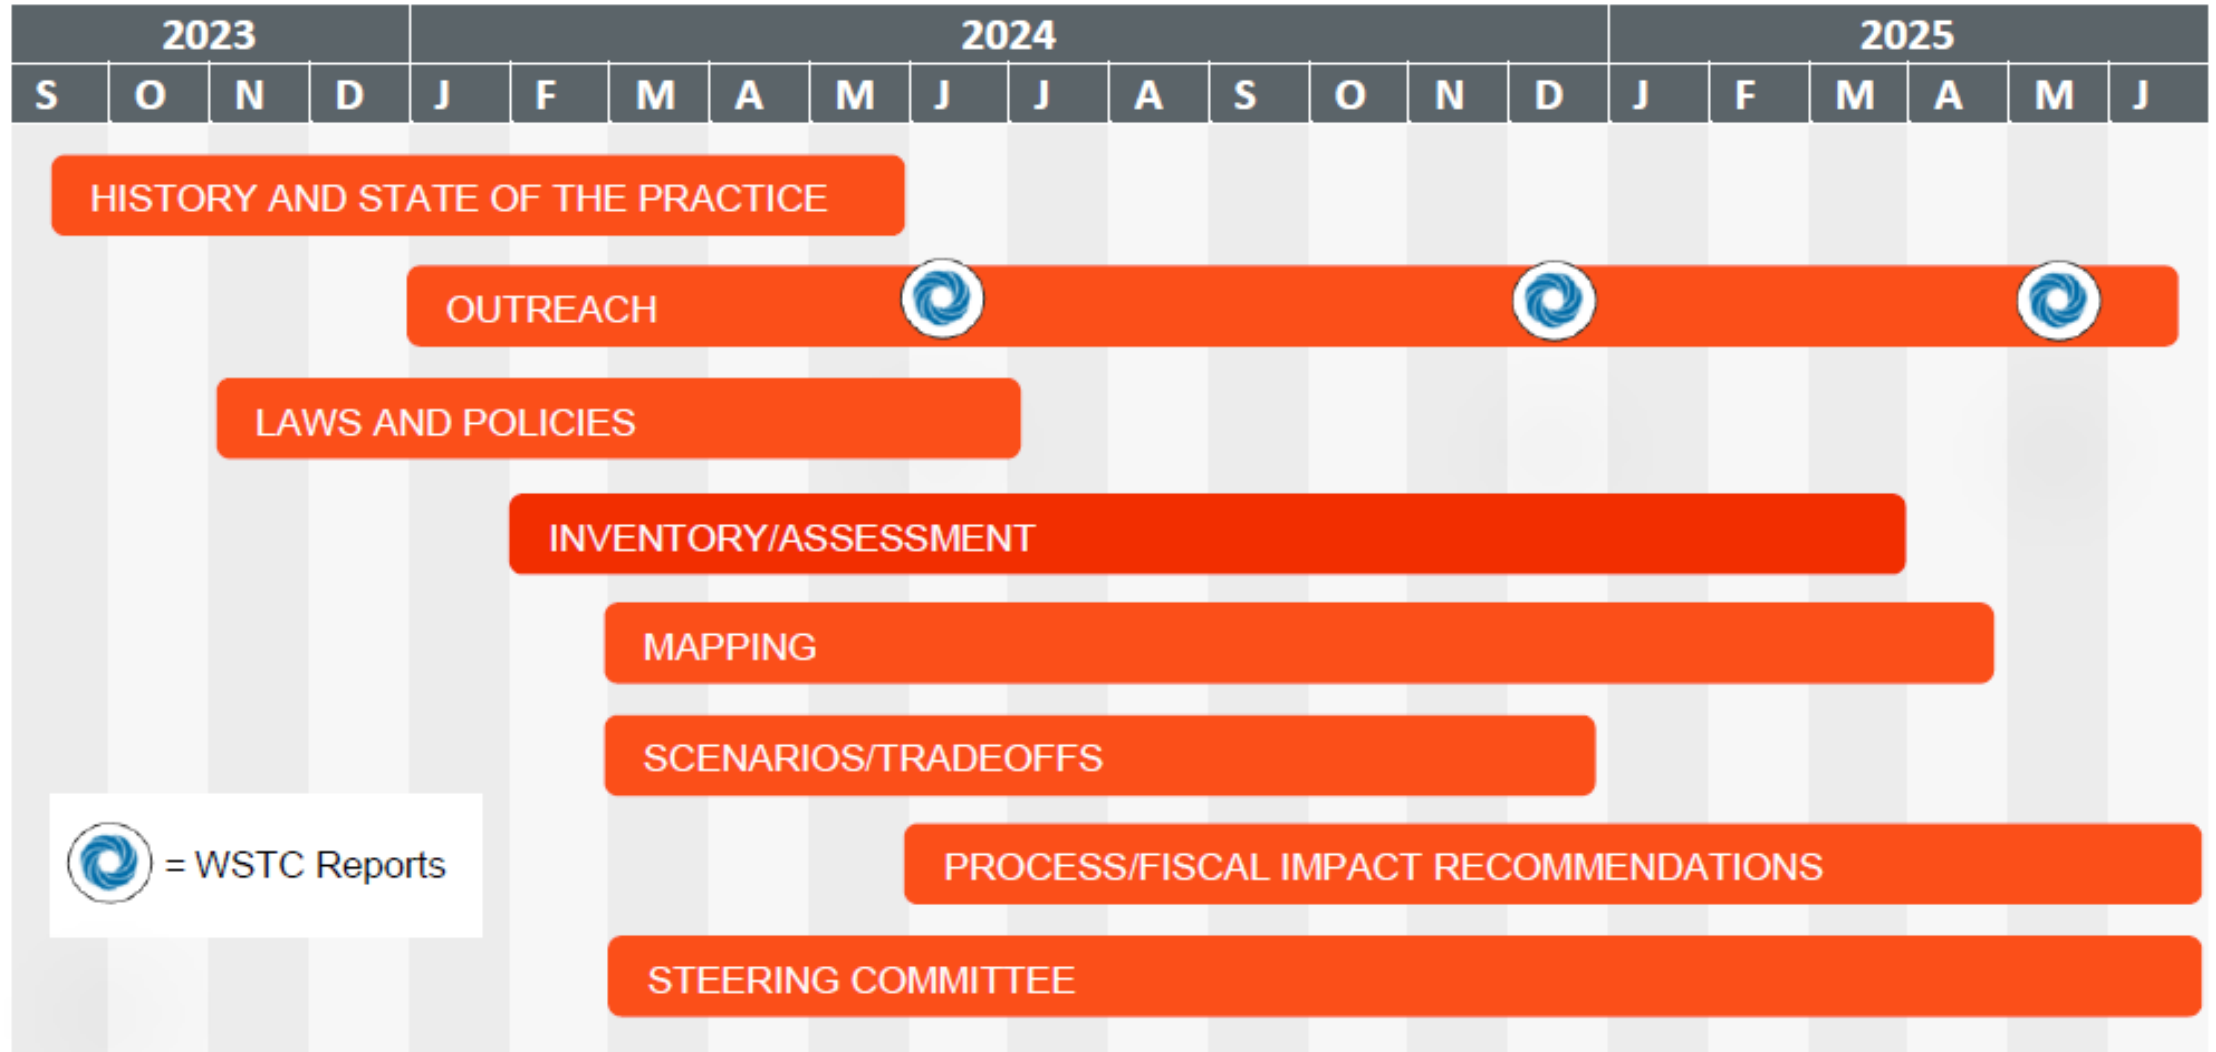 2023 2024 2025
S O N D J F M A M J J A S O N D J F M A M J
HISTORY AND STATE OF THE PRACTICE
OUTREACH
LAWS AND POLICIES
INVENTORY/ASSESSMENT
MAPPING
SCENARIOS/TRADEOFFS
= WSTC Reports
PROCESS/FISCAL IMPACT RECOMMENDATIONS
STEERING COMMITTEE